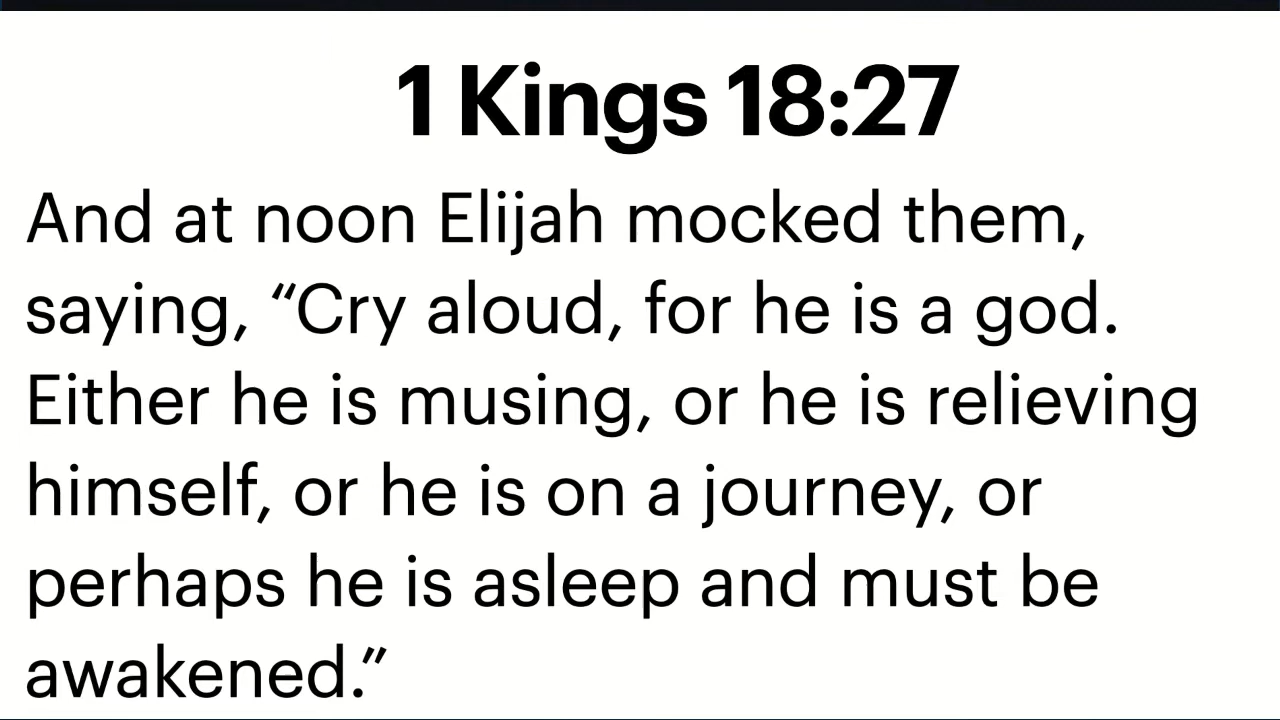 1 Kings 18:27
And at noon Elijah mocked them,
saying, “Cry aloud, for he is a god.
Either he is musing, or he is relieving
himself, or he is on a journey, or
perhaps he is asleep and must be
awakened.”